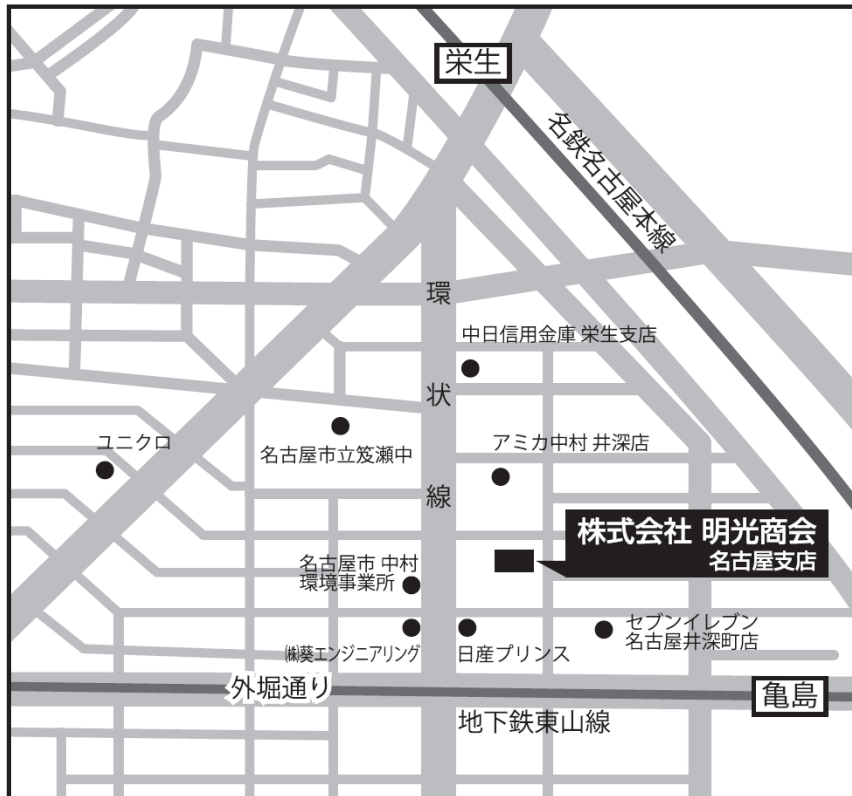 栄生
名鉄名古屋本線
環状線
中日信用金庫 栄生支店
ユニクロ
名古屋市立笈瀬中
アミカ中村 井深店
株式会社 明光商会
名古屋支店
名古屋市 中村
環境事業所
㈱葵エンジニアリング
日産プリンス
セブンイレブン
名古屋井深町店
外堀通り
亀島
地下鉄東山線